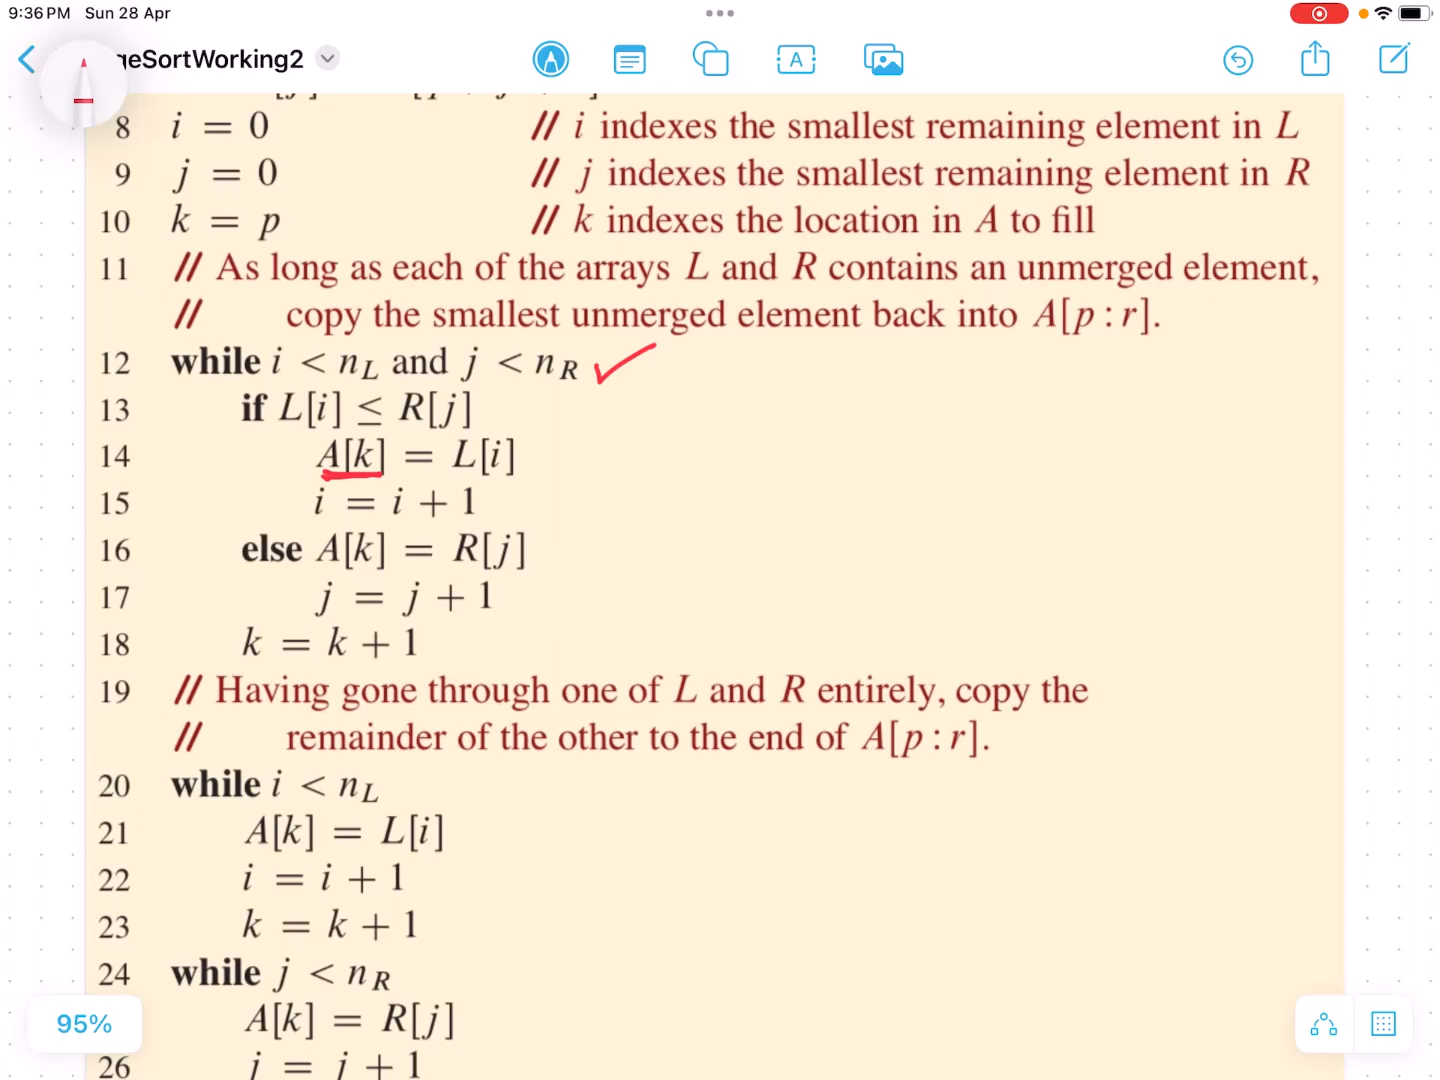 9:36 PM Sun 28 Apr
geSortWorking2
A
8 i = 0 // i indexes the smallest remaining element in L
9 j = 0 // j indexes the smallest remaining element in R
10 k = p // k indexes the location in A to fill
11 // As long as each of the arrays L and R contains an unmerged element,
// copy the smallest unmerged element back into A[p : r].
12 while i < n_L and j < n_R
13 if L[i] ≤ R[j]
14 A[k] = L[i]
15 i = i + 1
16 else A[k] = R[j]
17 j = j + 1
18 k = k + 1
19 // Having gone through one of L and R entirely, copy the
// remainder of the other to the end of A[p : r].
20 while i < n_L
21 A[k] = L[i]
22 i = i + 1
23 k = k + 1
24 while j < n_R
A[k] = R[j]
26 j = j + 1
95%